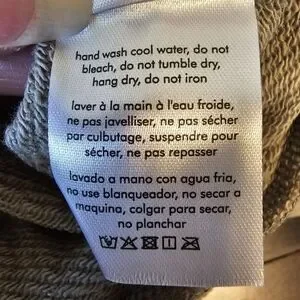 hand wash cool water, do not
bleach, do not tumble dry,
hang dry, do not iron
laver à la main à l'eau froide,
ne pas javelliser, ne pas séché
par culbutage, suspendre pour
sécher, ne pas repasser
lavado a mano con agua fria,
no use blanqueador, no secar a
maquina, colgar para secar,
no planchar